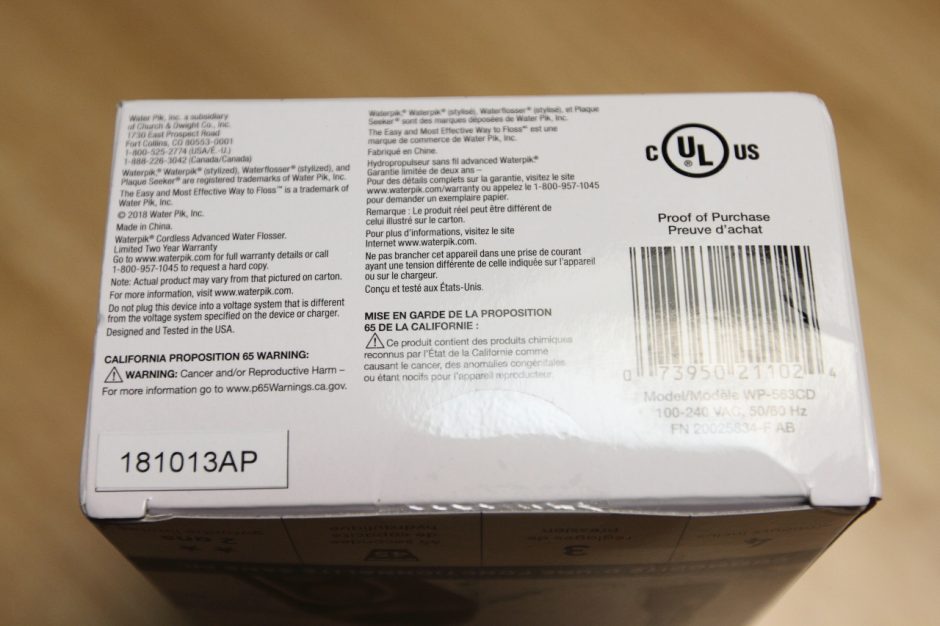 Water Pik, Inc. a subsidiary
of Church & Dwight Co., Inc.
1730 East Prospect Road
Fort Collins, CO 80553-0001
1-800-525-2774 (USA/É.-U.)
1-888-226-3042 (Canada/Canada)
Waterpik,® Waterpik® (stylized), Waterflosser® (stylized), and
Plaque Seeker® are registered trademarks of Water Pik, Inc.
The Easy and Most Effective Way to Floss™ is a trademark of
Water Pik, Inc.
© 2018 Water Pik, Inc.
Made in China.
Waterpik® Cordless Advanced Water Flosser.
Limited Two Year Warranty
Go to www.waterpik.com for full warranty details or call
1-800-957-1045 to request a hard copy.
Note: Actual product may vary from that pictured on carton.
For more information, visit www.waterpik.com.
Do not plug this device into a voltage system that is different
from the voltage system specified on the device or charger.
Designed and Tested in the USA.
CALIFORNIA PROPOSITION 65 WARNING:
⚠ WARNING: Cancer and/or Reproductive Harm –
For more information go to www.p65Warnings.ca.gov.
181013AP
Waterpik,® Waterpik® (stylisé), Waterflosser® (stylisé), et Plaque
Seeker® sont des marques déposées de Water Pik, Inc.
The Easy and Most Effective Way to Floss™ est une
marque de commerce de Water Pik, Inc.
Fabriqué en Chine.
Hydropropulseur sans fil advanced Waterpik®
Garantie limitée de deux ans –
Pour des détails complets sur la garantie, visitez le site
www.waterpik.com/warranty ou appelez le 1-800-957-1045
pour demander un exemplaire papier.
Remarque : Le produit réel peut être différent de
celui illustré sur le carton.
Pour plus d'informations, visitez le site
Internet www.waterpik.com.
Ne pas brancher cet appareil dans une prise de courant
ayant une tension différente de celle indiquée sur l'appareil
ou sur le chargeur.
Conçu et testé aux États-Unis.
MISE EN GARDE DE LA PROPOSITION
65 DE LA CALIFORNIE :
⚠ Ce produit contient des produits chimiques
reconnus par l'État de la Californie comme
causant le cancer, des anomalies congénitales
ou étant nocifs pour l'appareil reproducteur.
C UL® US
Proof of Purchase
Preuve d'achat
0 73950 21102 4
Model/Modèle WP-563CD
100-240 VAC, 50/60 Hz
FN 20025834-F AB
4
3
réglages de
pression
45
45 secondes
de capacité
hydraulique
2 ans